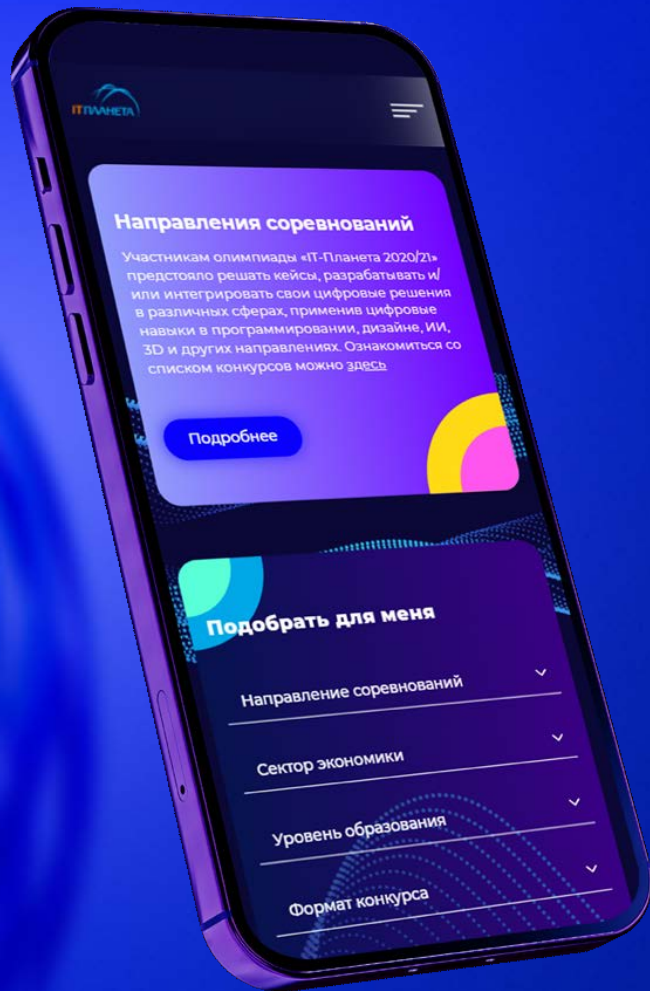 ITПЛАНЕТА
Направления соревнований
Участникам олимпиады «IT-Планета 2020/21»
предстояло решать кейсы, разрабатывать и/
или интегрировать свои цифровые решения
в различных сферах, применив цифровые
навыки в программировании, дизайне, ИИ,
3D и других направлениях. Ознакомиться со
списком конкурсов можно здесь
Подробнее
Подобрать для меня
Направление соревнований
Сектор экономики
Уровень образования
Формат конкурса